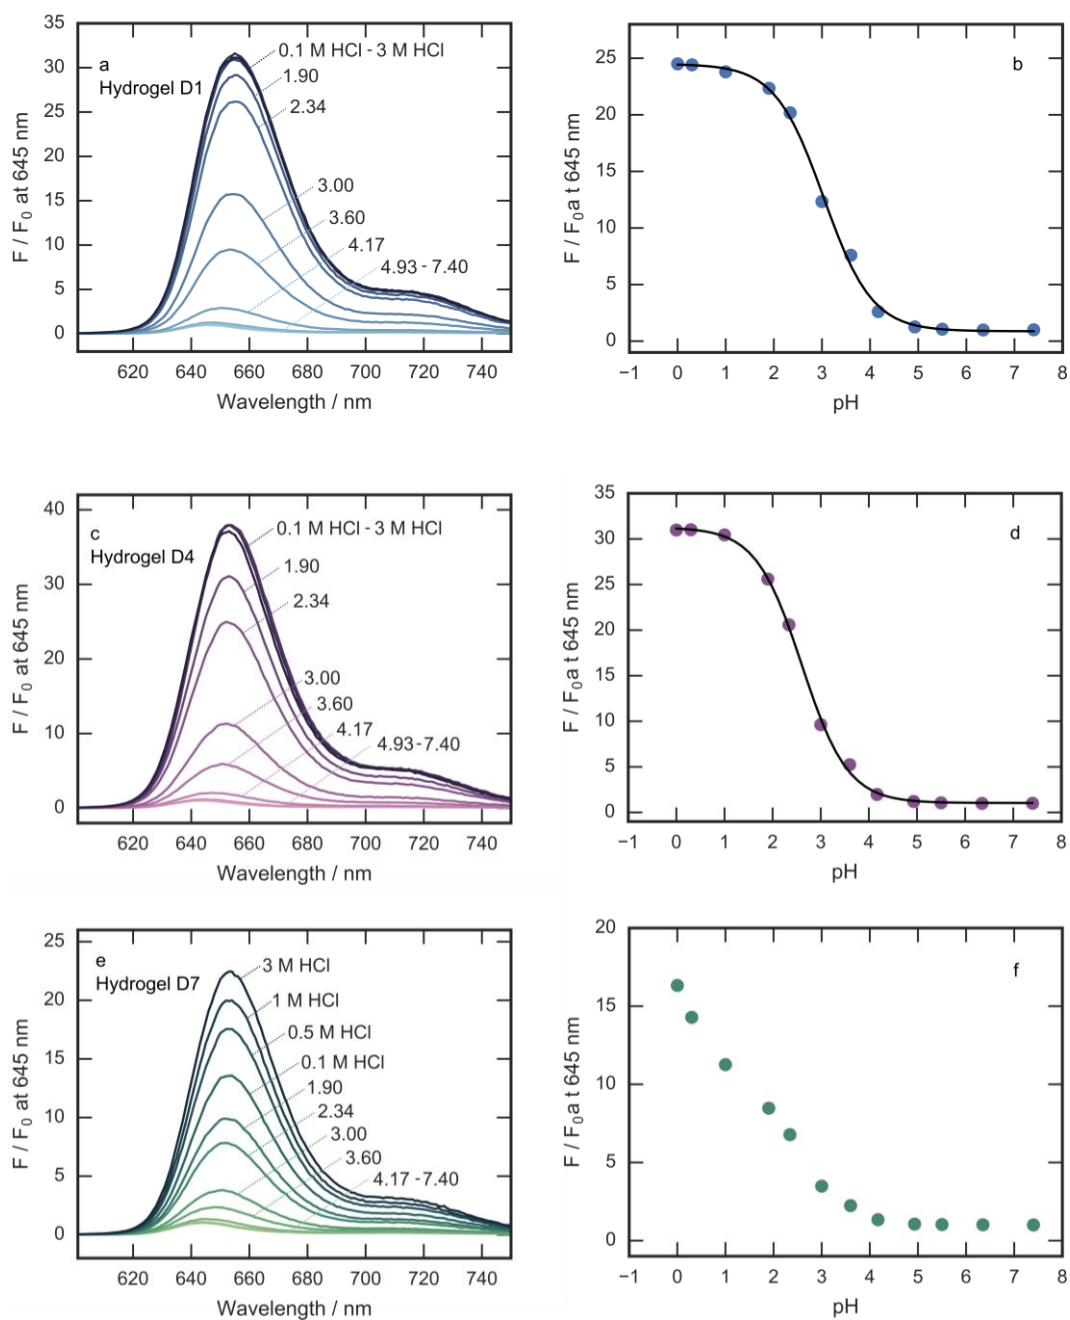 a
Hydrogel D1
0.1 M HCl - 3 M HCl
1.90
2.34
3.00
3.60
4.17
4.93 - 7.40
35
30
25
20
15
10
5
0
F / F₀ at 645 nm
620 640 660 680 700 720 740
Wavelength / nm
b
25
20
15
10
5
0
F / F₀a t 645 nm
−1 0 1 2 3 4 5 6 7 8
pH
c
Hydrogel D4
0.1 M HCl - 3 M HCl
1.90
2.34
3.00
3.60
4.17
4.93 -7.40
40
30
20
10
0
F / F₀ at 645 nm
620 640 660 680 700 720 740
Wavelength / nm
d
35
30
25
20
15
10
5
0
F / F₀a t 645 nm
−1 0 1 2 3 4 5 6 7 8
pH
e
Hydrogel D7
3 M HCl
1 M HCl
0.5 M HCl
0.1 M HCl
1.90
2.34
3.00
3.60
4.17 -7.40
25
20
15
10
5
0
F / F₀ at 645 nm
620 640 660 680 700 720 740
Wavelength / nm
f
20
15
10
5
0
F / F₀a t 645 nm
−1 0 1 2 3 4 5 6 7 8
pH